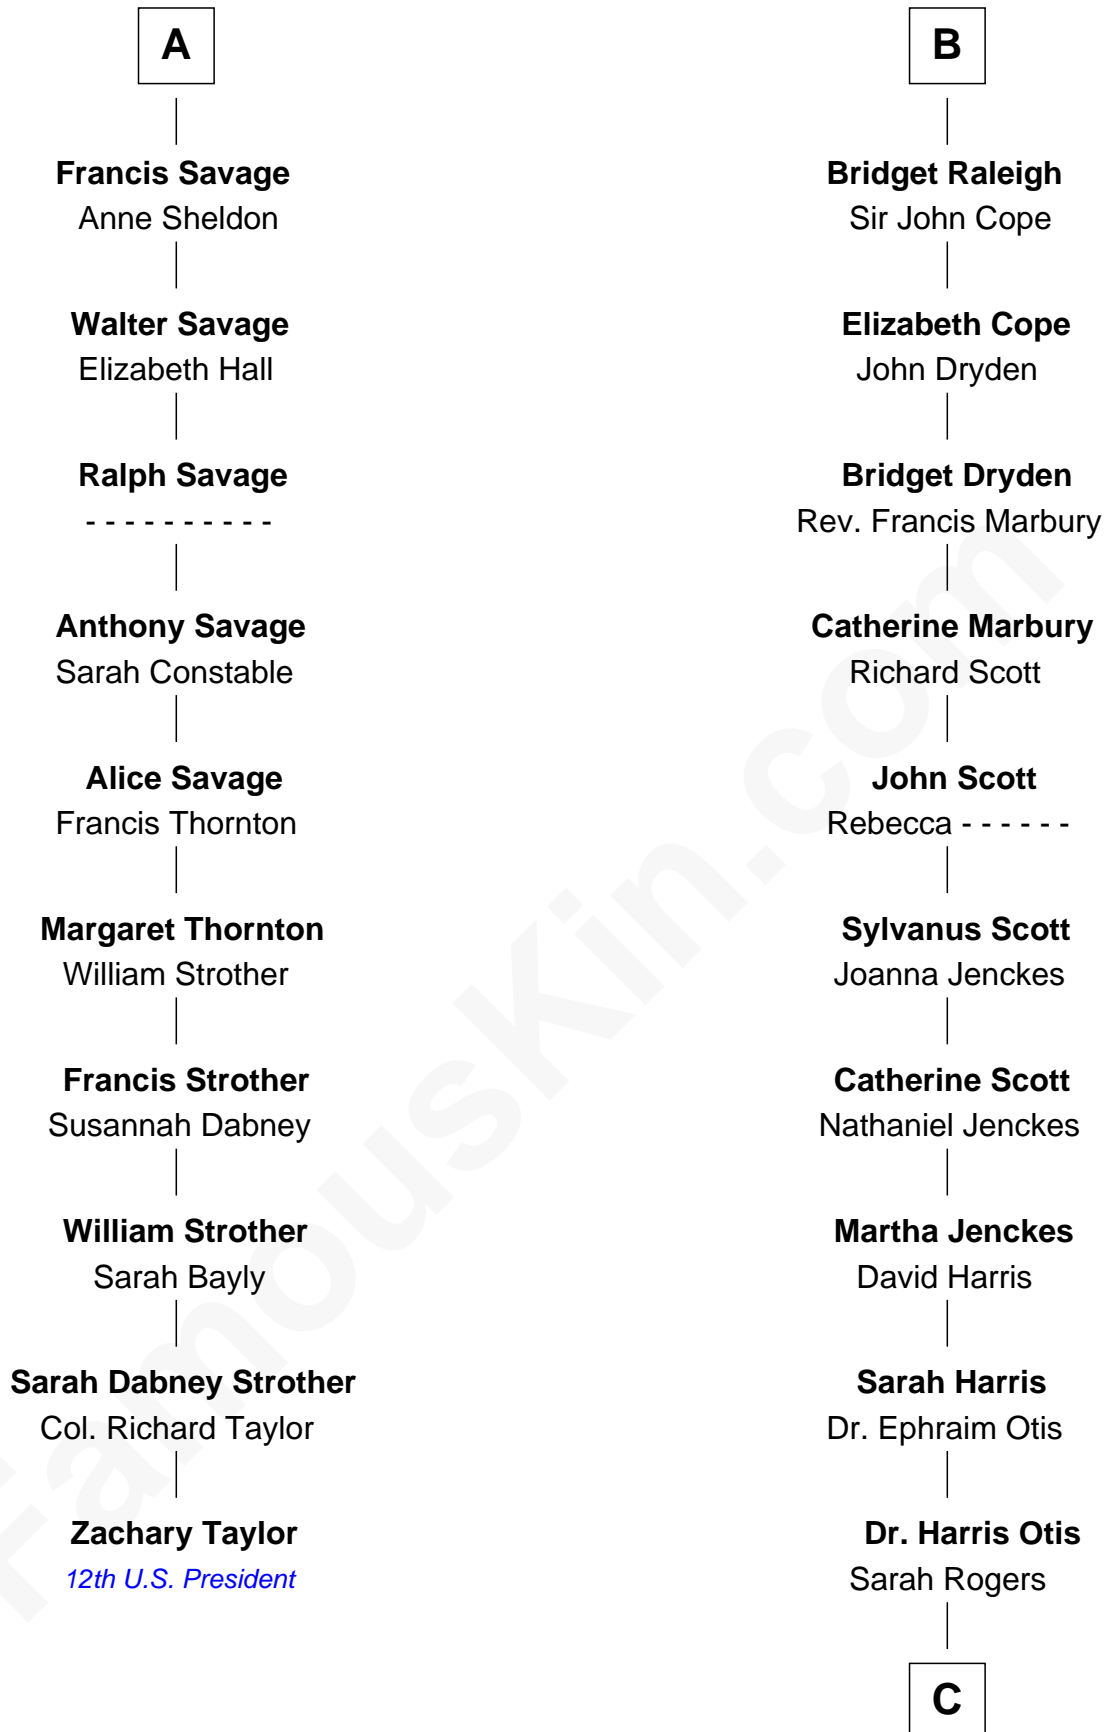 A
Francis Savage
Anne Sheldon
Walter Savage
Elizabeth Hall
Ralph Savage
- - - - - - - - - -
Anthony Savage
Sarah Constable
Alice Savage
Francis Thornton
Margaret Thornton
William Strother
Francis Strother
Susannah Dabney
William Strother
Sarah Bayly
Sarah Dabney Strother
Col. Richard Taylor
Zachary Taylor
12th U.S. President
B
Bridget Raleigh
Sir John Cope
Elizabeth Cope
John Dryden
Bridget Dryden
Rev. Francis Marbury
Catherine Marbury
Richard Scott
John Scott
Rebecca - - - - - -
Sylvanus Scott
Joanna Jenckes
Catherine Scott
Nathaniel Jenckes
Martha Jenckes
David Harris
Sarah Harris
Dr. Ephraim Otis
Dr. Harris Otis
Sarah Rogers
C
FamousKin.com